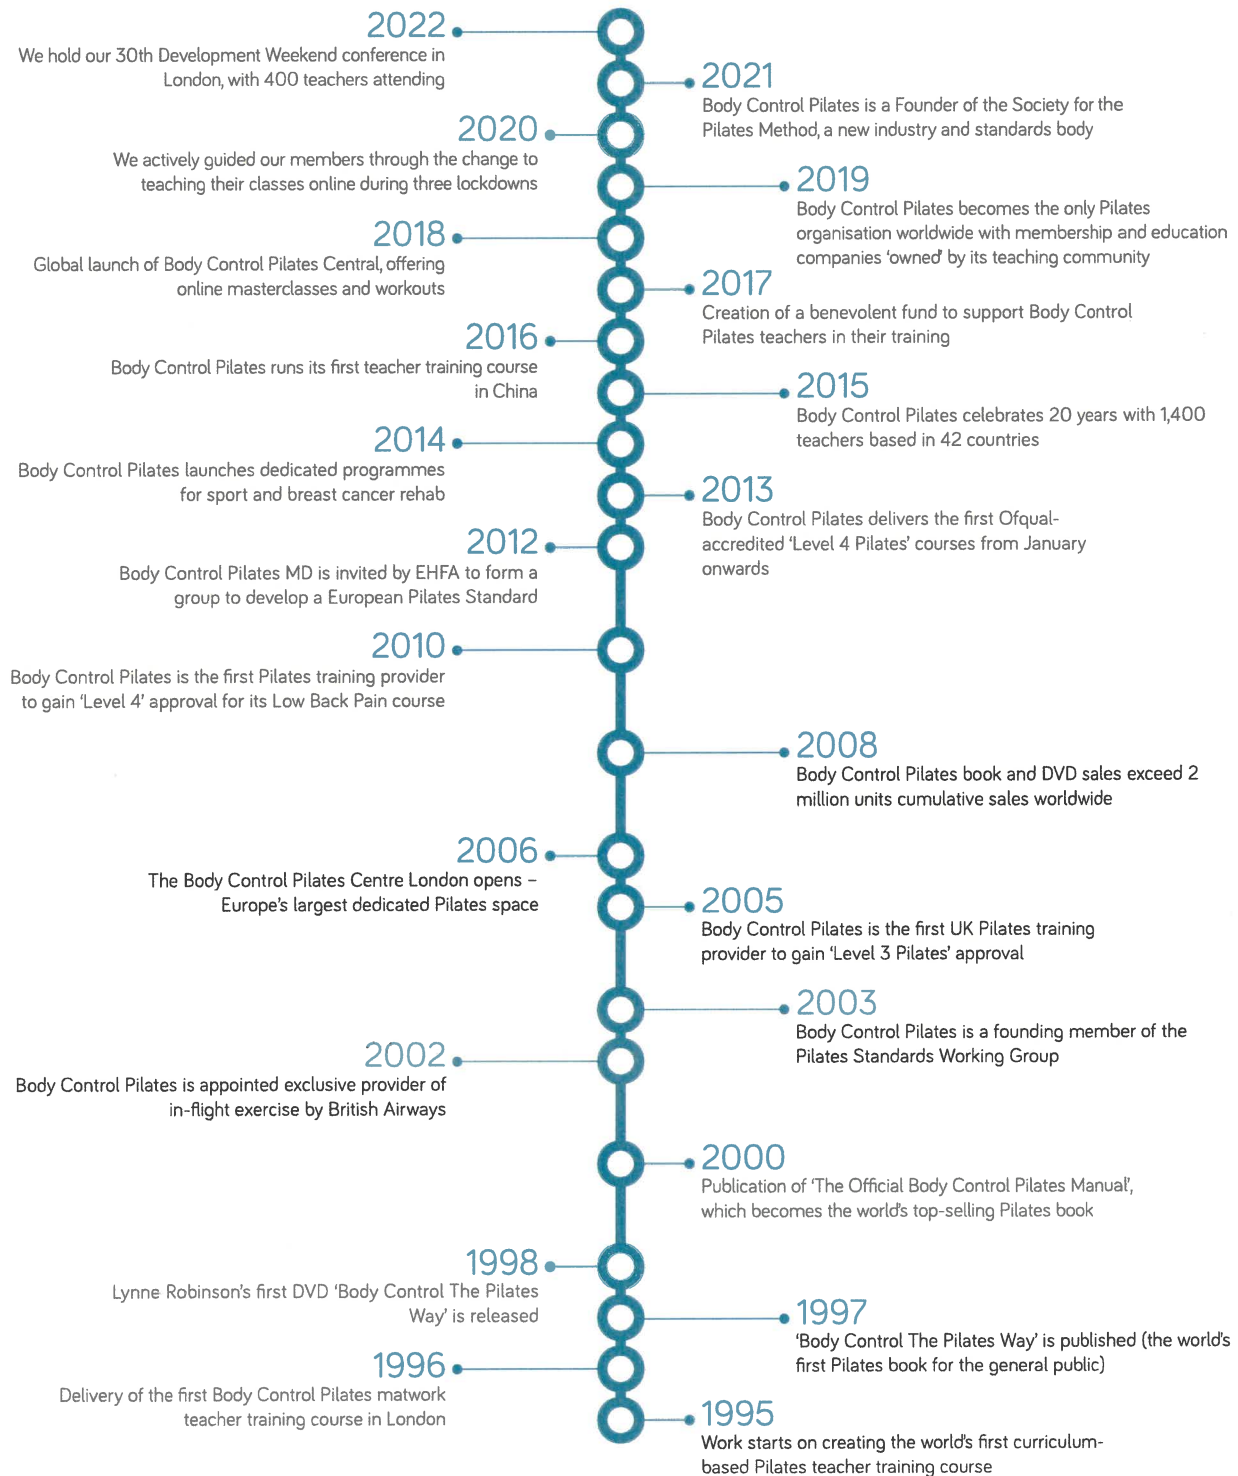 2022
We hold our 30th Development Weekend conference in
London, with 400 teachers attending
2021
Body Control Pilates is a Founder of the Society for the
Pilates Method, a new industry and standards body
2020
We actively guided our members through the change to
teaching their classes online during three lockdowns
2019
Body Control Pilates becomes the only Pilates
organisation worldwide with membership and education
companies 'owned' by its teaching community
2018
Global launch of Body Control Pilates Central, offering
online masterclasses and workouts
2017
Creation of a benevolent fund to support Body Control
Pilates teachers in their training
2016
Body Control Pilates runs its first teacher training course
in China
2015
Body Control Pilates celebrates 20 years with 1,400
teachers based in 42 countries
2014
Body Control Pilates launches dedicated programmes
for sport and breast cancer rehab
2013
Body Control Pilates delivers the first Ofqual-
accredited 'Level 4 Pilates' courses from January
onwards
2012
Body Control Pilates MD is invited by EHFA to form a
group to develop a European Pilates Standard
2010
Body Control Pilates is the first Pilates training provider
to gain 'Level 4' approval for its Low Back Pain course
2008
Body Control Pilates book and DVD sales exceed 2
million units cumulative sales worldwide
2006
The Body Control Pilates Centre London opens –
Europe's largest dedicated Pilates space
2005
Body Control Pilates is the first UK Pilates training
provider to gain 'Level 3 Pilates' approval
2003
Body Control Pilates is a founding member of the
Pilates Standards Working Group
2002
Body Control Pilates is appointed exclusive provider of
in-flight exercise by British Airways
2000
Publication of 'The Official Body Control Pilates Manual',
which becomes the world's top-selling Pilates book
1998
Lynne Robinson's first DVD 'Body Control The Pilates
Way' is released
1997
'Body Control The Pilates Way' is published (the world's
first Pilates book for the general public)
1996
Delivery of the first Body Control Pilates matwork
teacher training course in London
1995
Work starts on creating the world's first curriculum-
based Pilates teacher training course